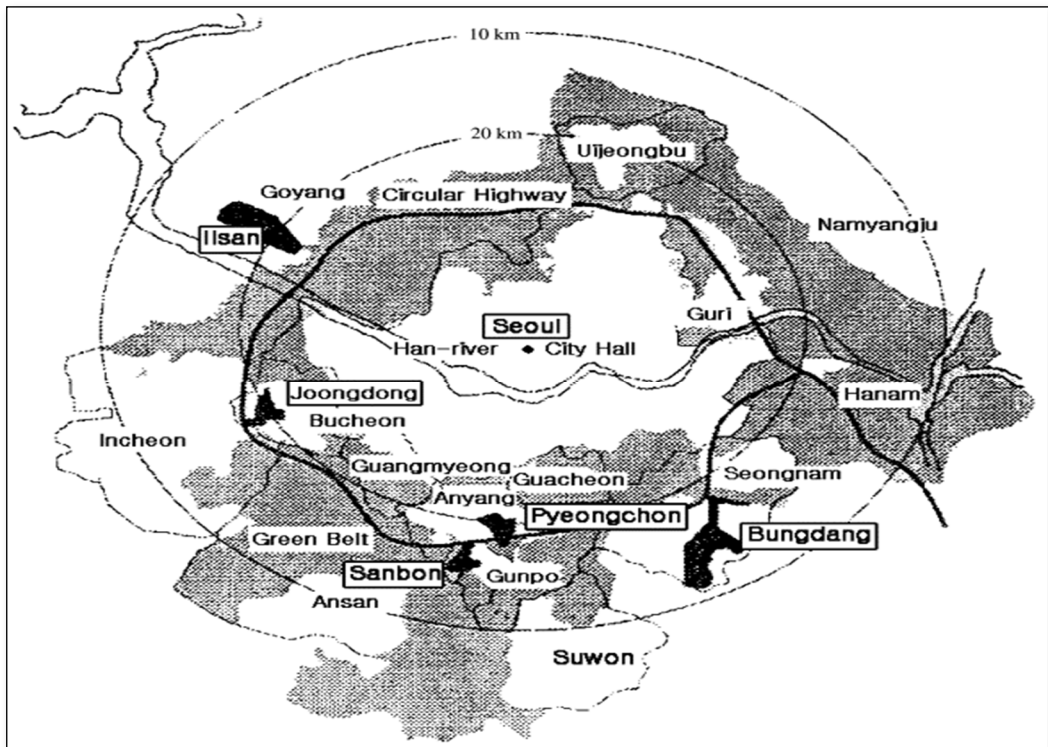 10 km
20 km
Uijeongbu
Goyang
Circular Highway
Namyangju
Ilsan
Guri
Seoul
Han-river
City Hall
Joongdong
Hanam
Bucheon
Incheon
Guangmyeong
Guacheon
Seongnam
Anyang
Pyeongchon
Bungdang
Green Belt
Sanbon
Gunpo
Ansan
Suwon